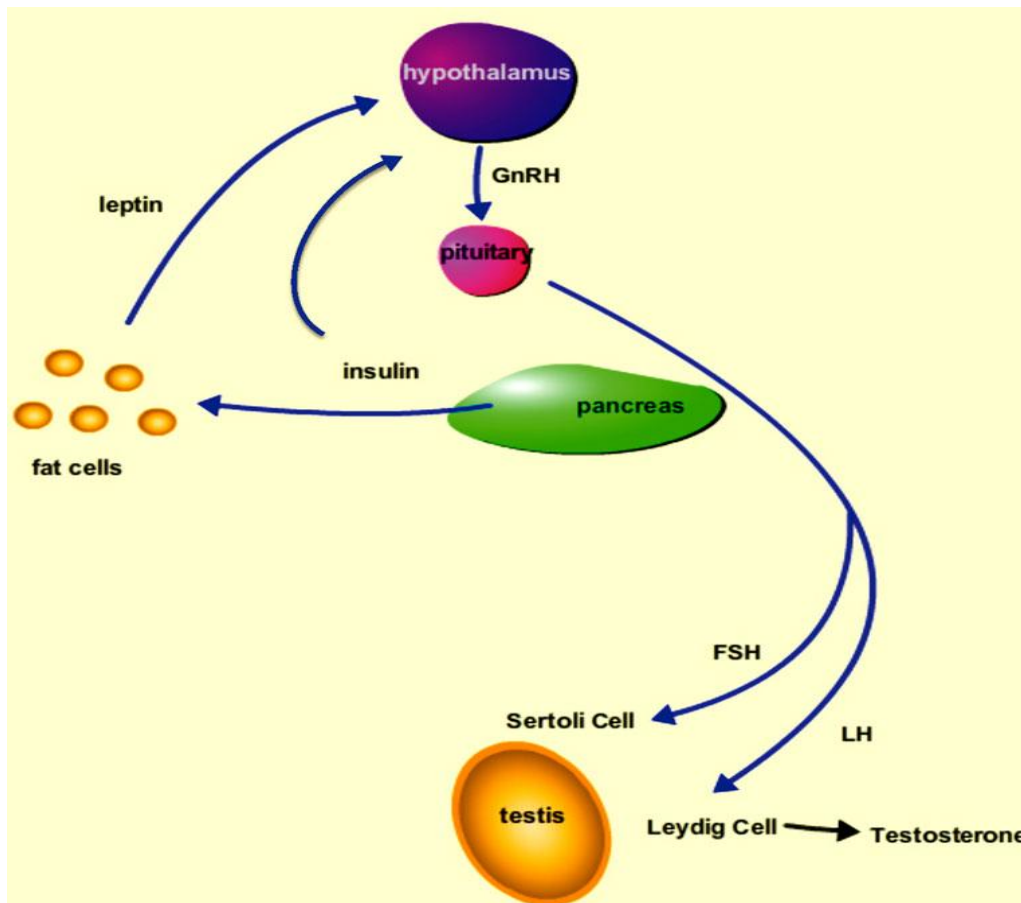 hypothalamus
GnRH
leptin
pituitary
insulin
pancreas
fat cells
FSH
Sertoli Cell
LH
testis
Leydig Cell
Testosterone